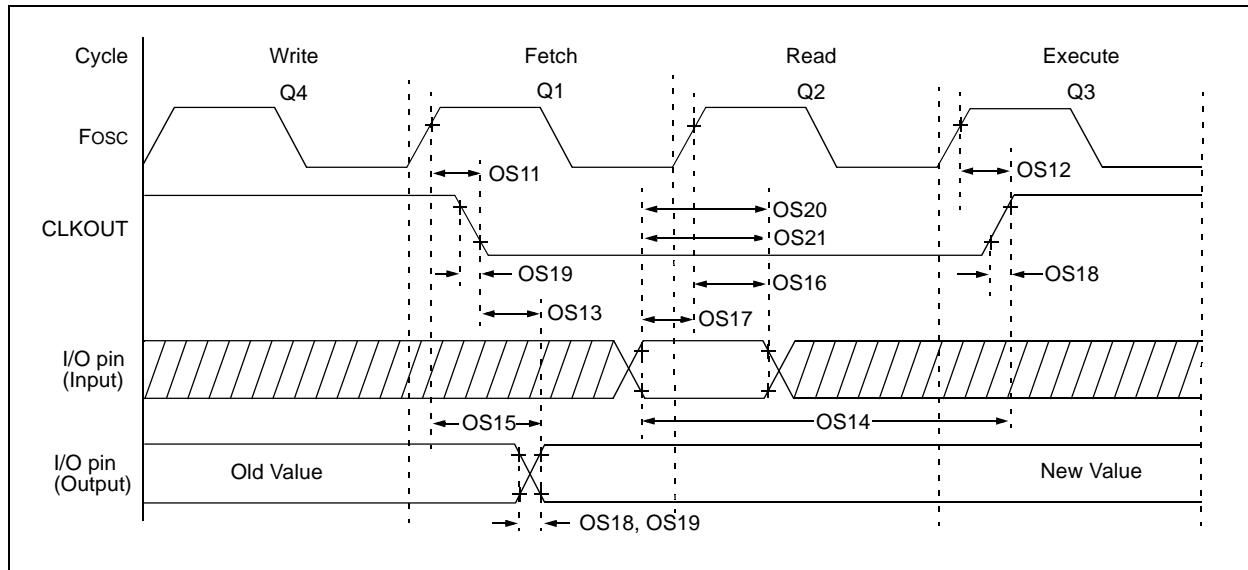 Cycle Write Fetch Read Execute
Q4 Q1 Q2 Q3
FOSC
OS11 OS12
CLKOUT
OS20
OS21
OS19 OS16 OS18
OS13 OS17
I/O pin
(Input)
OS15 OS14
I/O pin
(Output)
Old Value New Value
OS18, OS19